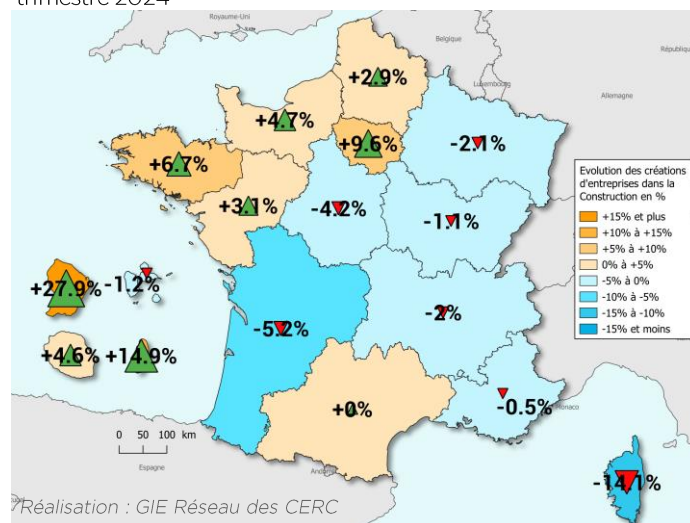 trimestre 2024
Royaume-Uni
Belgique
Luxembourg
République
Allemagne
+2.9%
+4.7%
+9.6%
-2.1%
+6.7%
+3.1%
-4.2%
-1.1%
Evolution des créations
d'entreprises dans la
Construction en %
+15% et plus
+10% à +15%
+5% à +10%
0% à +5%
-5% à 0%
-10% à -5%
-15% à -10%
-15% et moins
+27.9%
-1.2%
-5.2%
-2%
+4.6%
+14.9%
+0%
-0.5%
Monaco
0 50 100 km
Espagne
-14.1%
Réalisation : GIE Réseau des CERC